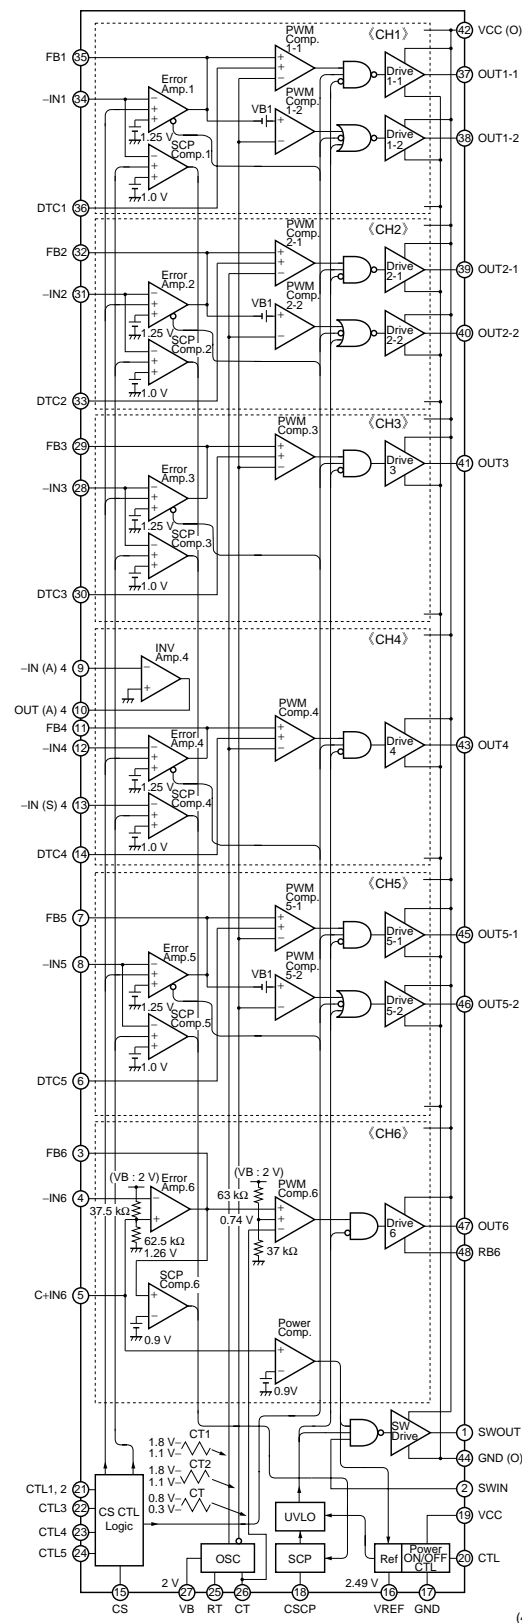 PWM
Comp.
1-1
《CH1》
42 VCC (O)
FB1 35
Drive
1-1
37 OUT1-1
−IN1 34
Error
Amp.1
VB1
PWM
Comp.
1-2
1.25 V
SCP
Comp.1
Drive
1-2
38 OUT1-2
1.0 V
DTC1 36
《CH2》
FB2 32
PWM
Comp.
2-1
Drive
2-1
39 OUT2-1
−IN2 31
Error
Amp.2
VB1
PWM
Comp.
2-2
1.25 V
SCP
Comp.2
Drive
2-2
40 OUT2-2
1.0 V
DTC2 33
《CH3》
FB3 29
PWM
Comp.3
Drive
3
41 OUT3
−IN3 28
Error
Amp.3
1.25 V
SCP
Comp.3
1.0 V
DTC3 30
《CH4》
−IN (A) 4 9
INV
Amp.4
OUT (A) 4 10
FB4 11
−IN4 12
Error
Amp.4
PWM
Comp.4
Drive
4
43 OUT4
1.25 V
−IN (S) 4 13
SCP
Comp.4
1.0 V
DTC4 14
《CH5》
FB5 7
PWM
Comp.
5-1
Drive
5-1
45 OUT5-1
−IN5 8
Error
Amp.5
VB1
PWM
Comp.
5-2
1.25 V
SCP
Comp.5
Drive
5-2
46 OUT5-2
1.0 V
DTC5 6
《CH6》
FB6 3
(VB : 2 V)
Error
Amp.6
(VB : 2 V)
PWM
Comp.6
−IN6 4
37.5 kΩ
63 kΩ
0.74 V
Drive
6
47 OUT6
62.5 kΩ
1.26 V
37 kΩ
48 RB6
C+IN6 5
SCP
Comp.6
0.9 V
Power
Comp.
0.9V
SW
Drive
1 SWOUT
44 GND (O)
CT1
1.8 V
1.1 V
CT2
1.8 V
1.1 V
CT
0.8 V
0.3 V
2 SWIN
19 VCC
CTL1, 2 21
CTL3 22
CTL4 23
CTL5 24
CS CTL
Logic
UVLO
OSC
SCP
Ref
Power
ON/OFF
CTL
20 CTL
2 V
2.49 V
15 27 25 26 18 16 17
CS VB RT CT CSCP VREF GND
(4